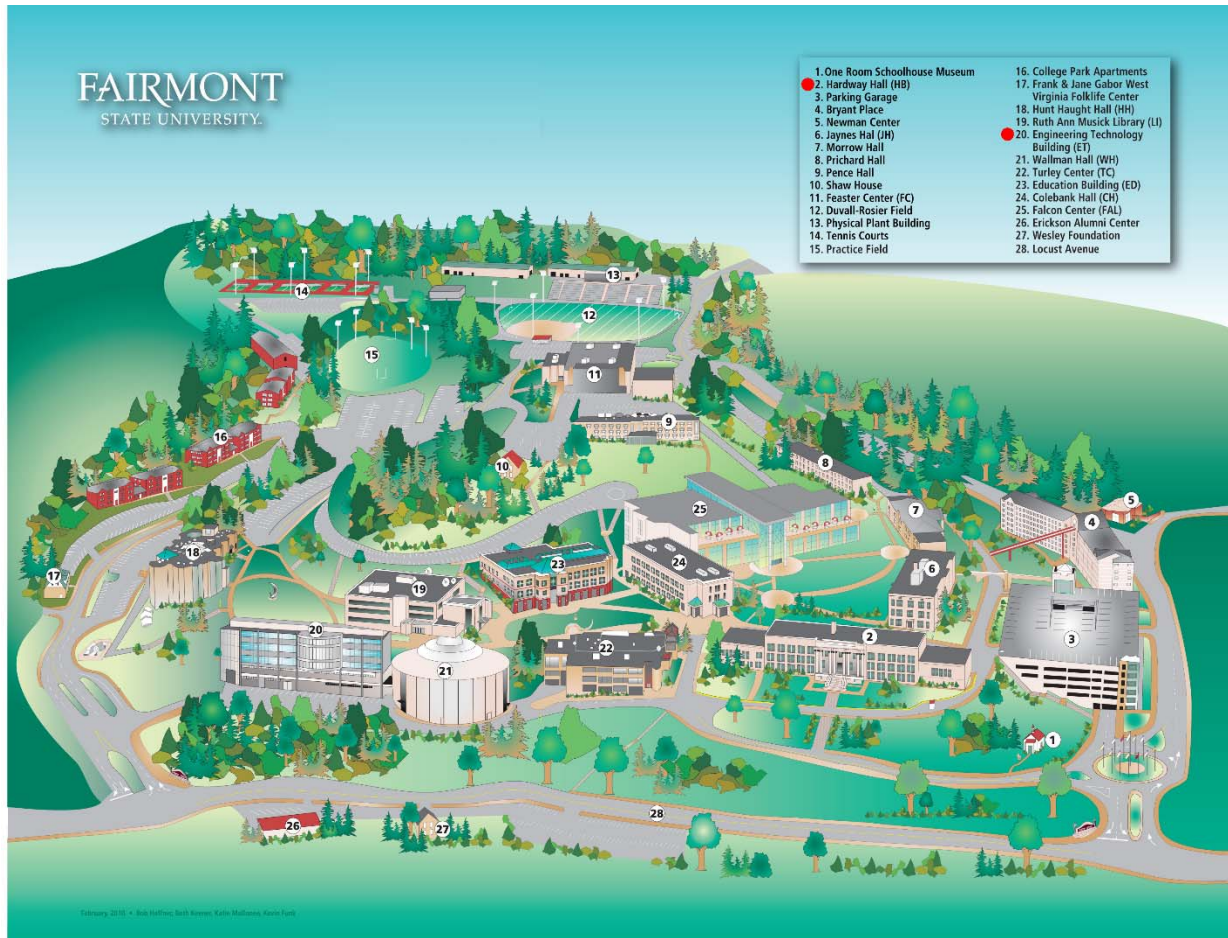 FAIRMONT
STATE UNIVERSITY.
1. One Room Schoolhouse Museum
2. Hardway Hall (HB)
3. Parking Garage
4. Bryant Place
5. Newman Center
6. Jaynes Hal (JH)
7. Morrow Hall
8. Prichard Hall
9. Pence Hall
10. Shaw House
11. Feaster Center (FC)
12. Duvall-Rosier Field
13. Physical Plant Building
14. Tennis Courts
15. Practice Field
16. College Park Apartments
17. Frank & Jane Gabor West
Virginia Folklife Center
18. Hunt Haught Hall (HH)
19. Ruth Ann Musick Library (LI)
20. Engineering Technology
Building (ET)
21. Wallman Hall (WH)
22. Turley Center (TC)
23. Education Building (ED)
24. Colebank Hall (CH)
25. Falcon Center (FAL)
26. Erickson Alumni Center
27. Wesley Foundation
28. Locust Avenue
13
14
12
15
11
9
16
10
8
5
25
7
4
18
23
24
17
19
6
20
22
2
3
21
1
28
26
27
February, 2010 • Bob Heffner,